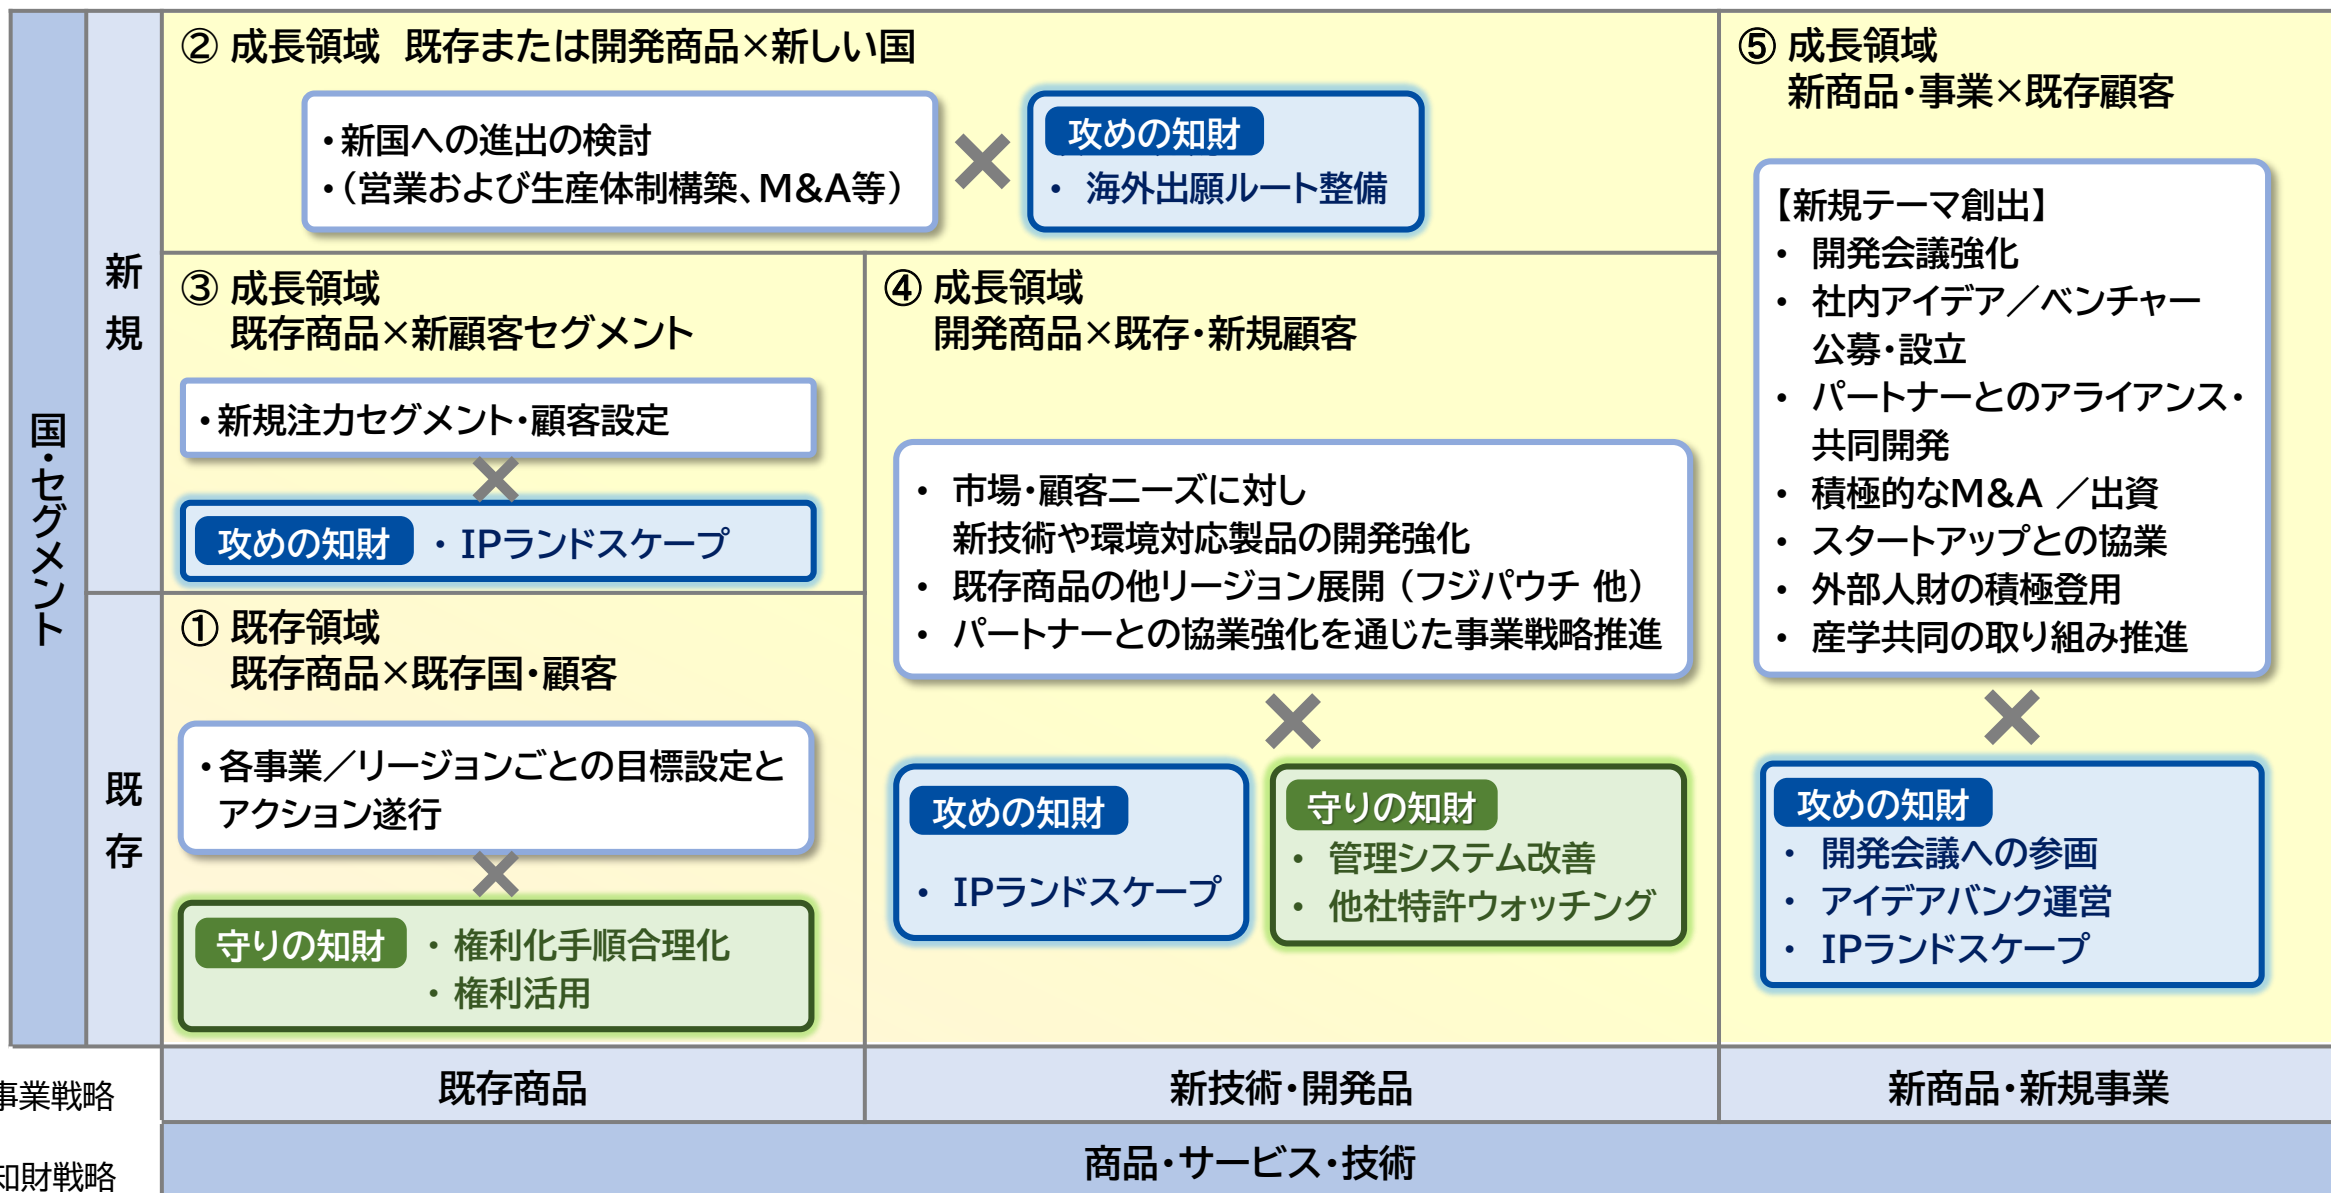 国・セグメント
新規
既存
② 成長領域 既存または開発商品×新しい国
・新国への進出の検討
・（営業および生産体制構築、M&A等）
×
攻めの知財
・ 海外出願ルート整備
③ 成長領域
既存商品×新顧客セグメント
・新規注力セグメント・顧客設定
×
攻めの知財 ・IPランドスケープ
① 既存領域
既存商品×既存国・顧客
・各事業／リージョンごとの目標設定と
アクション遂行
×
守りの知財 ・権利化手順合理化
・権利活用
④ 成長領域
開発商品×既存・新規顧客
・ 市場・顧客ニーズに対し
新技術や環境対応製品の開発強化
・ 既存商品の他リージョン展開（フジパウチ 他）
・ パートナーとの協業強化を通じた事業戦略推進
×
攻めの知財
・ IPランドスケープ
守りの知財
・ 管理システム改善
・ 他社特許ウォッチング
⑤ 成長領域
新商品・事業×既存顧客
【新規テーマ創出】
・ 開発会議強化
・ 社内アイデア／ベンチャー
公募・設立
・ パートナーとのアライアンス・
共同開発
・ 積極的なM&A ／出資
・ スタートアップとの協業
・ 外部人財の積極登用
・ 産学共同の取り組み推進
×
攻めの知財
・ 開発会議への参画
・ アイデアバンク運営
・ IPランドスケープ
事業戦略
既存商品
新技術・開発品
新商品・新規事業
知財戦略
商品・サービス・技術